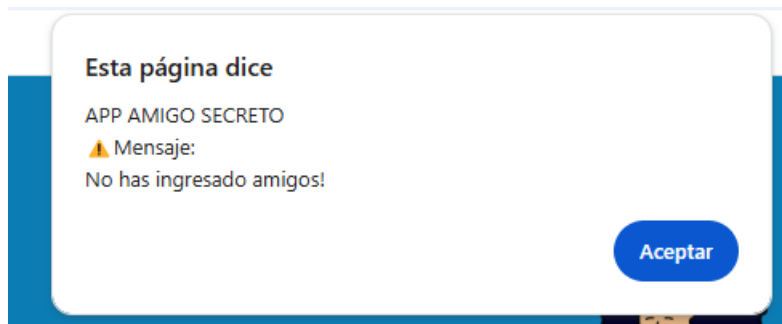 Esta página dice
APP AMIGO SECRETO
⚠️ Mensaje:
No has ingresado amigos!
Aceptar